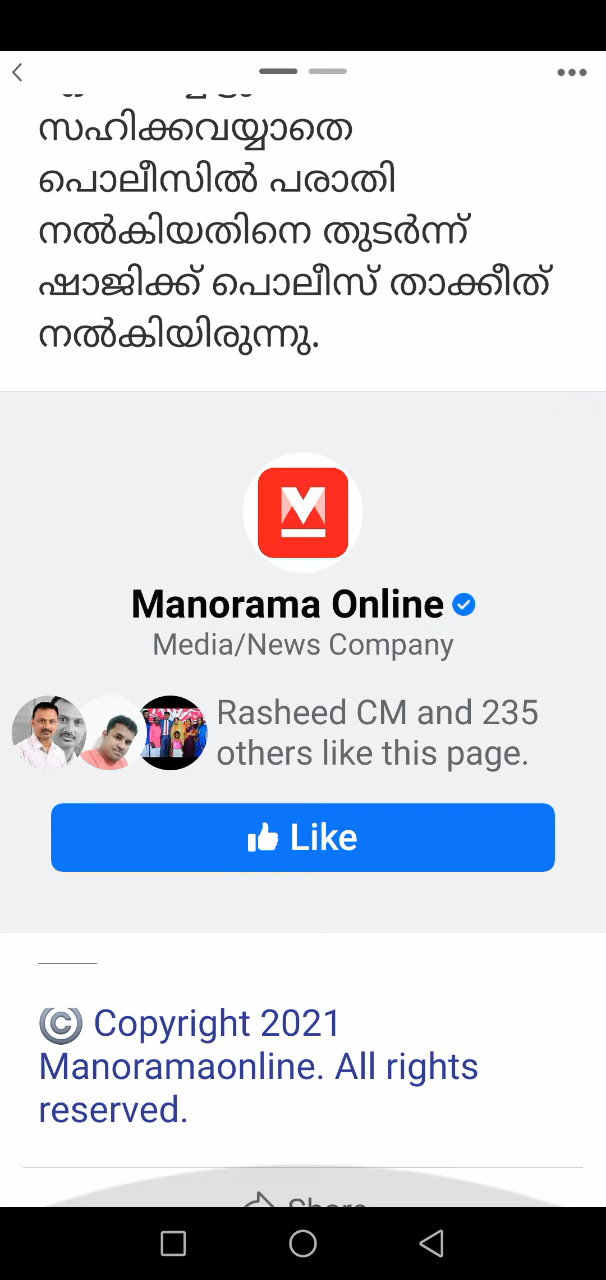 സഹിക്കവയ്യാതെ
പൊലീസിൽ പരാതി
നൽകിയതിനെ തുടർന്ന്
ഷാജിക്ക് പൊലീസ് താക്കീത്
നൽകിയിരുന്നു.
Manorama Online
Media/News Company
Rasheed CM and 235
others like this page.
Like
© Copyright 2021
Manoramaonline. All rights
reserved.
Share